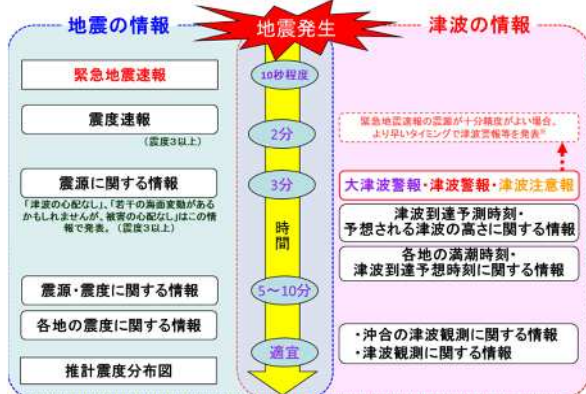 地震の情報
地震発生
津波の情報
緊急地震速報
10秒程度
震度速報
(震度3以上)
2分
緊急地震速報の震源が十分精度がよい場合、
より早いタイミングで津波警報等を発表※
震源に関する情報
「津波の心配なし」、「若干の海面変動がある
かもしれませんが、被害の心配なし」はこの情
報で発表。(震度3以上)
3分
大津波警報・津波警報・津波注意報
津波到達予測時刻・
予想される津波の高さに関する情報
時間
各地の満潮時刻・
津波到達予想時刻に関する情報
震源・震度に関する情報
5~10分
各地の震度に関する情報
適宜
・沖合の津波観測に関する情報
・津波観測に関する情報
推計震度分布図